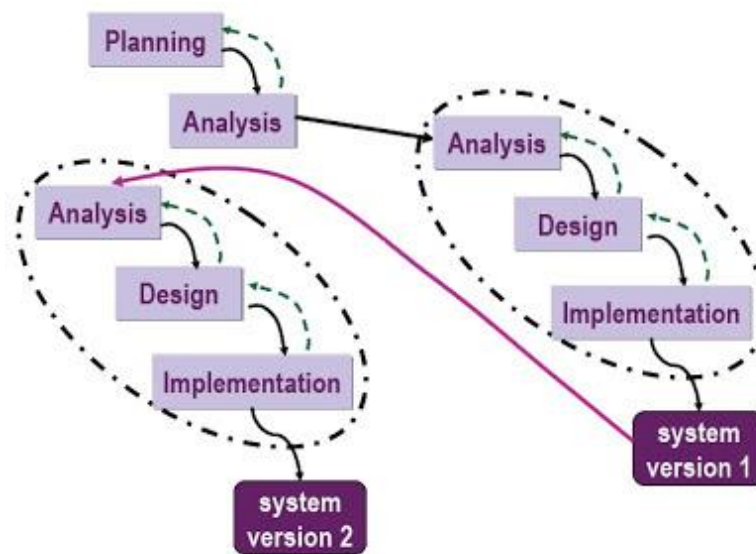 Planning
Analysis
Analysis
Design
Implementation
system
version 1
Analysis
Design
Implementation
system
version 2